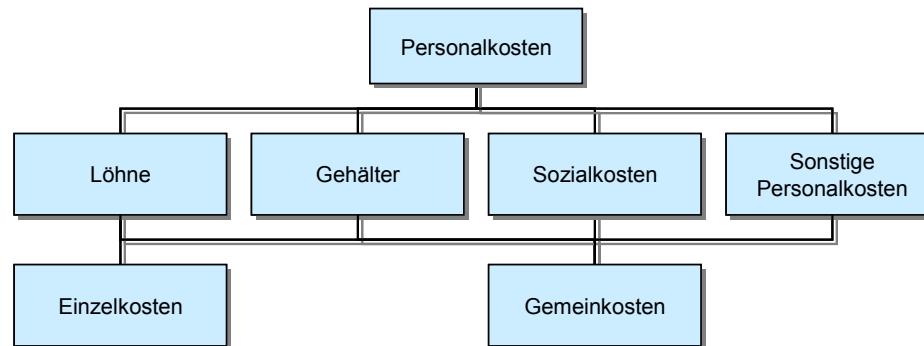 Personalkosten
Löhne
Gehälter
Sozialkosten
Sonstige
Personalkosten
Einzelkosten
Gemeinkosten